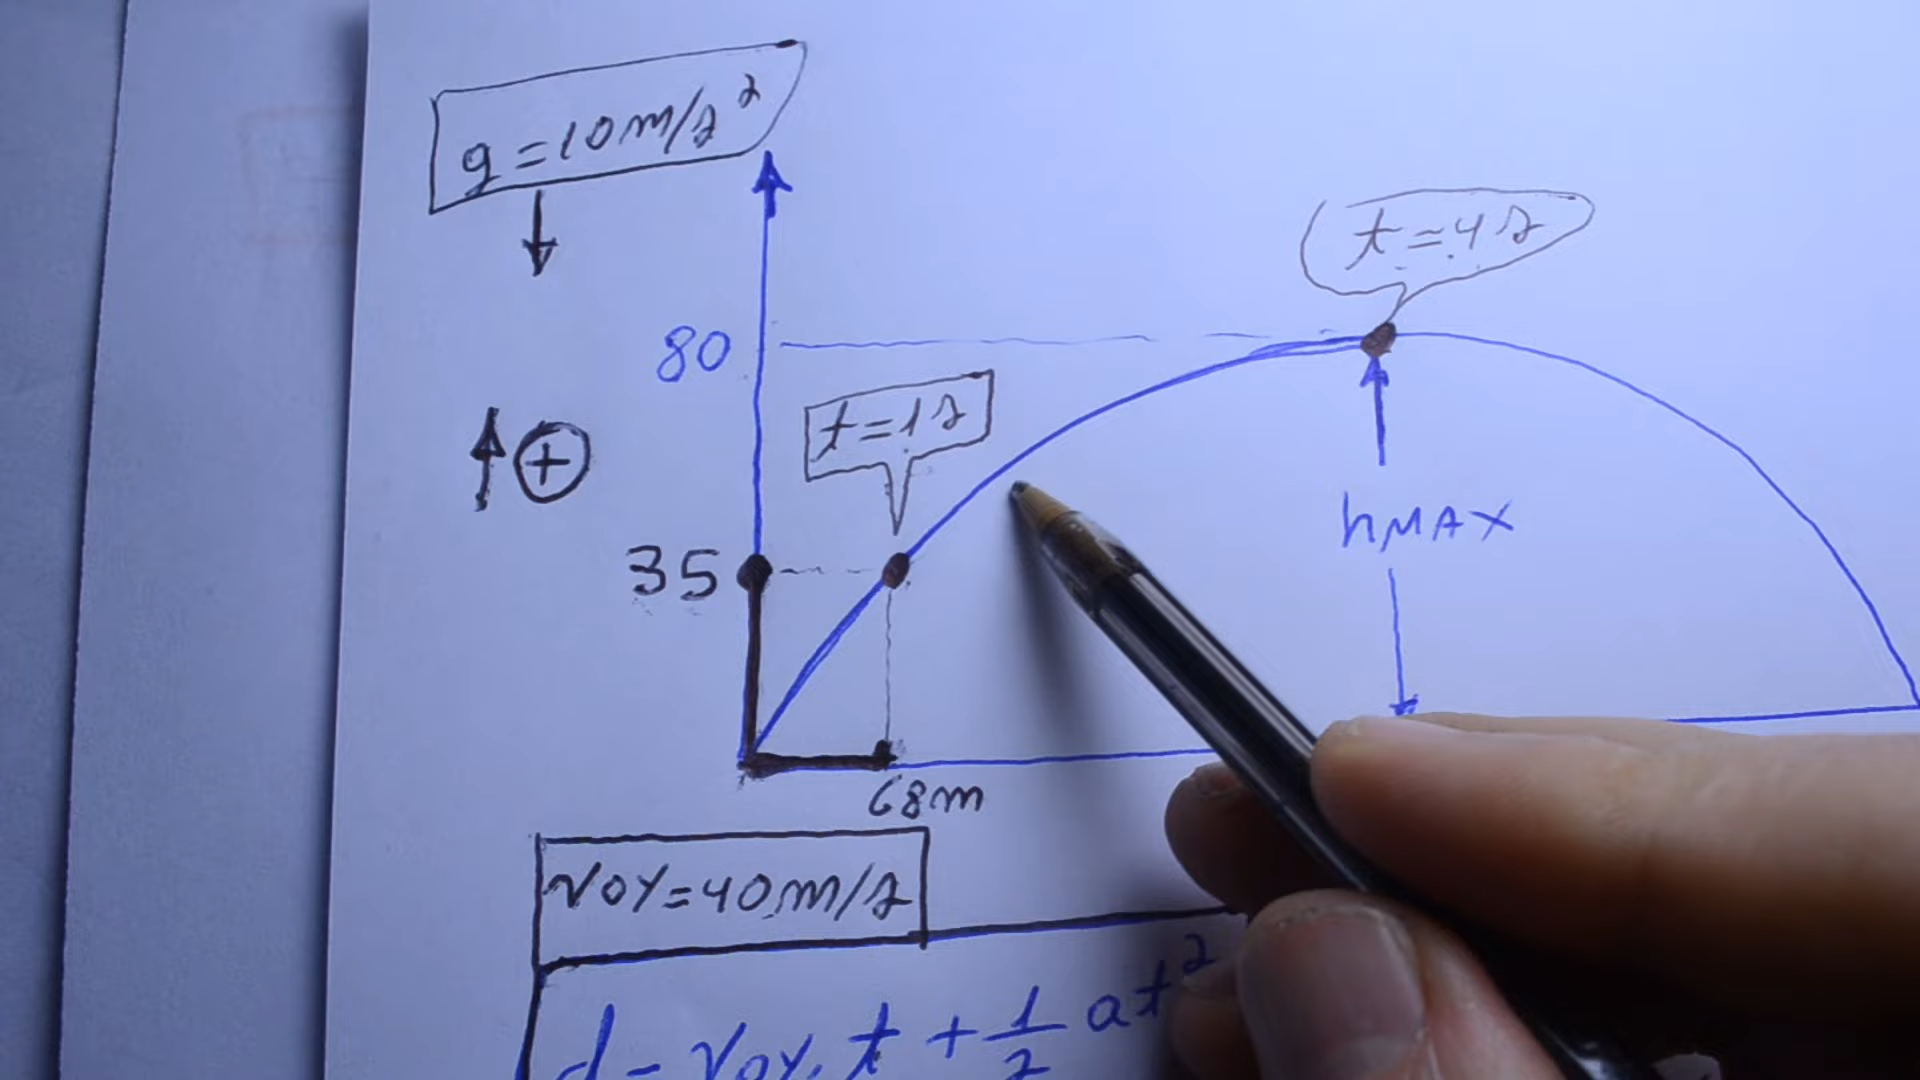 g=10m/s²
t=4s
80
t=1s
+
hMAX
35
68m
VOY=40m/s
d=VOY.t+1/2at²